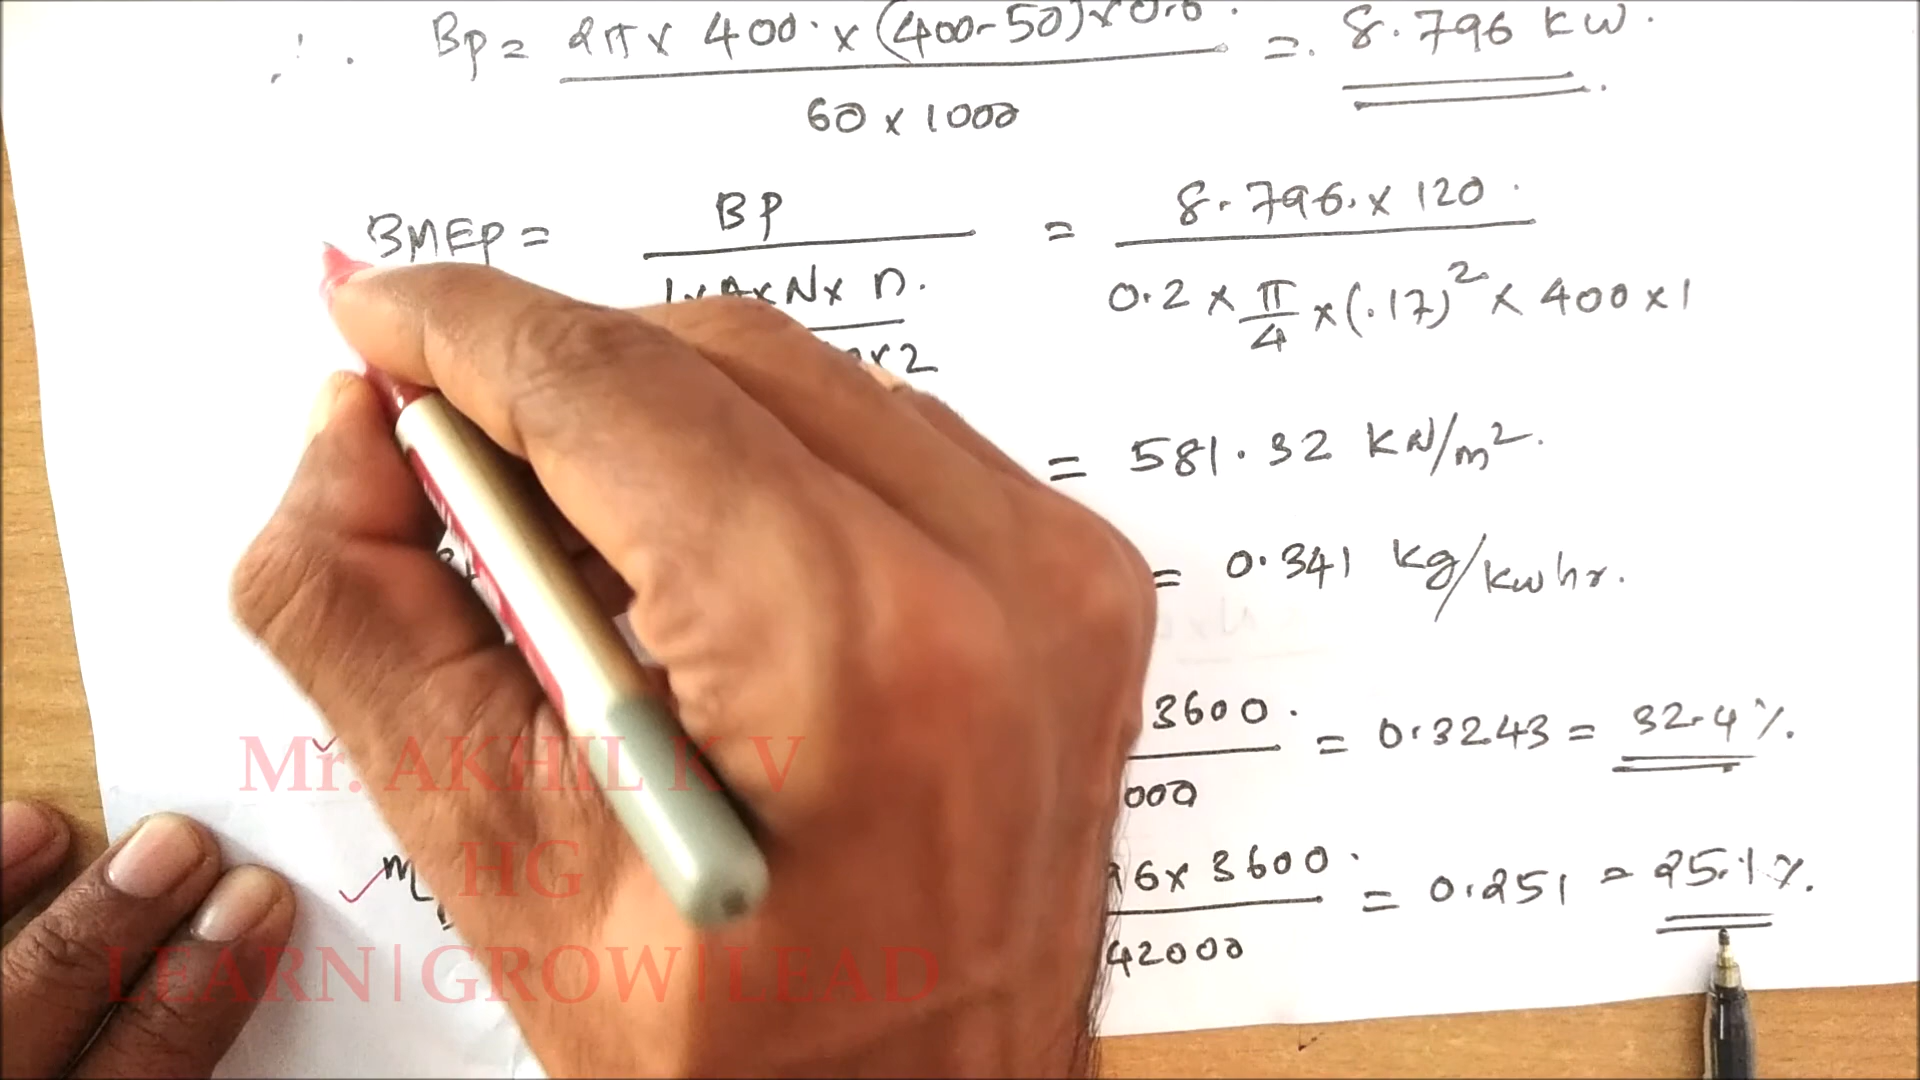 ∴ Bp = 2π x 400 x (400-50) x 0.6 = 8.796 KW.
60 x 1000
BMEp = BP = 8.796 x 120
L x A x N x n. 0.2 x π/4 x (.17)² x 400 x 1
x 2
= 581.32 KN/m².
= 0.341 kg/kwhr.
3600 = 0.3243 = 32.4 %.
000
96 x 3600 = 0.251 = 25.1 %.
42000
Mr. AKHIL K V
HG
LEARN|GROW|LEAD